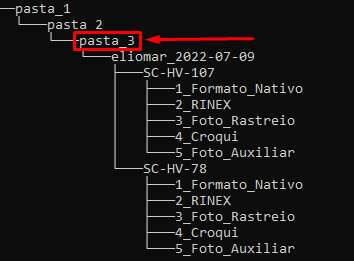 pasta_1
pasta 2
pasta_3
eliomar_2022-07-09
SC-HV-107
1_Formato_Nativo
2_RINEX
3_Foto_Rastreio
4_Croqui
5_Foto_Auxiliar
SC-HV-78
1_Formato_Nativo
2_RINEX
3_Foto_Rastreio
4_Croqui
5_Foto_Auxiliar